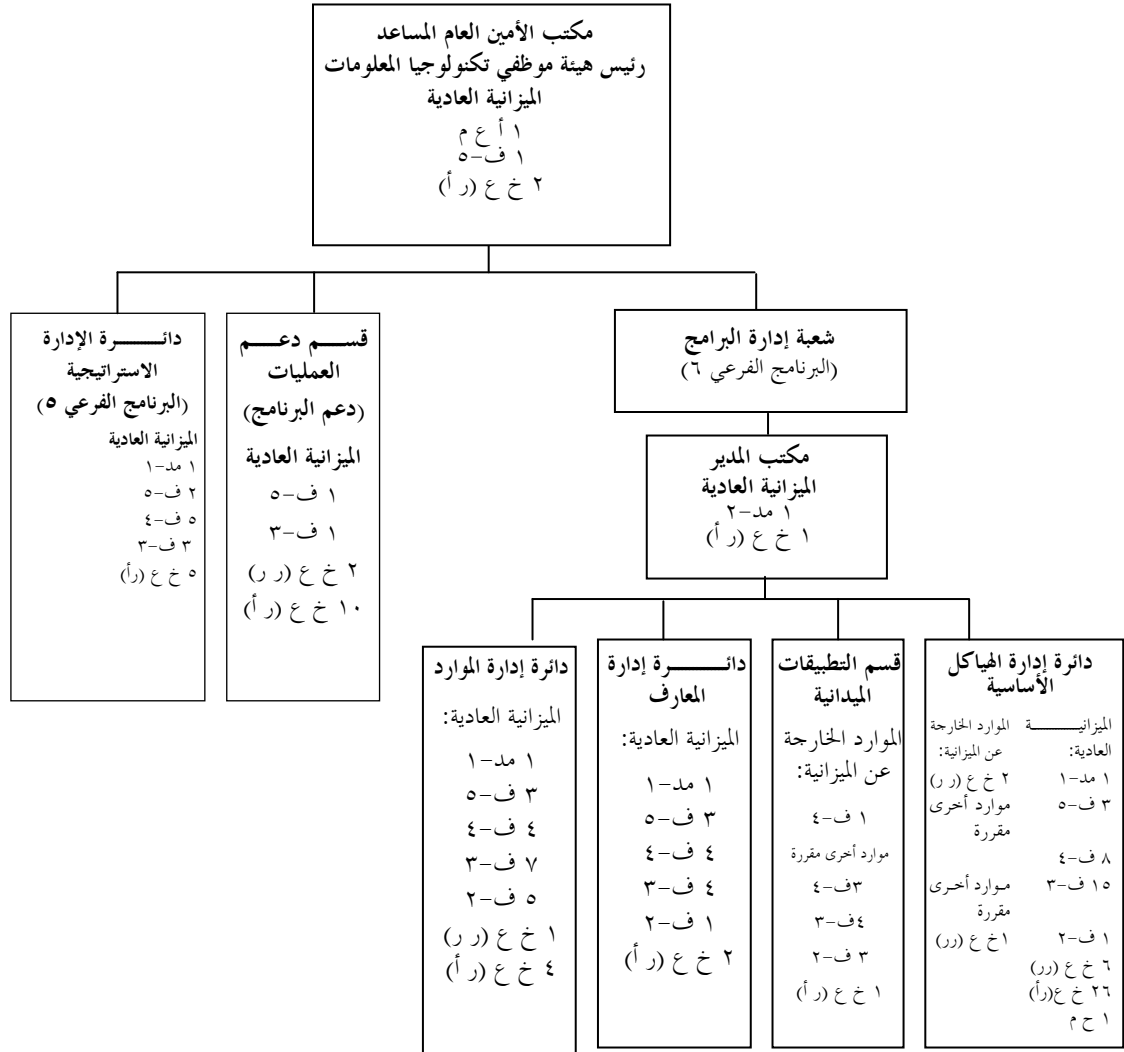 مكتب الأمين العام المساعد
رئيس هيئة موظفي تكنولوجيا المعلومات
الميزانية العادية
١ أ ع م
١ ف-٥
٢ خ ع (ر أ)
دائرة الإدارة
الاستراتيجية
(البرنامج الفرعي ٥)
الميزانية العادية
١ مد-١
٢ ف-٥
٥ ف-٤
٣ ف-٣
٥ خ ع (رأ)
قسم دعم
العمليات
(دعم البرنامج)
الميزانية العادية
١ ف-٥
١ ف-٣
٢ خ ع (ر ر)
١٠ خ ع (ر أ)
شعبة إدارة البرامج
(البرنامج الفرعي ٦)
مكتب المدير
الميزانية العادية
١ مد-٢
١ خ ع (ر أ)
دائرة إدارة الموارد
الميزانية العادية:
١ مد-١
٣ ف-٥
٤ ف-٤
٧ ف-٣
٥ ف-٢
١ خ ع (ر ر)
٤ خ ع (ر أ)
دائرة إدارة
المعارف
الميزانية العادية:
١ مد-١
٣ ف-٥
٤ ف-٤
٤ ف-٣
١ ف-٢
٢ خ ع (ر أ)
قسم التطبيقات
الميدانية
الموارد الخارجة
عن الميزانية:
١ ف-٤
موارد أخرى مقررة
٣ف-٤
٤ف-٣
٣ ف-٢
١ خ ع (ر أ)
دائرة إدارة الهياكل
الأساسية
الميزانيـة
العادية:
١ مد-١
٣ ف-٥
٨ ف-٤
١٥ ف-٣
١ ف-٢
٦ خ ع (رر)
٢٦ خ ع(رأ)
١ ح م
الموارد الخارجة
عن الميزانية:
٢ خ ع (ر ر)
موارد أخرى
مقررة
موارد أخرى
مقررة
١خ ع (رر)